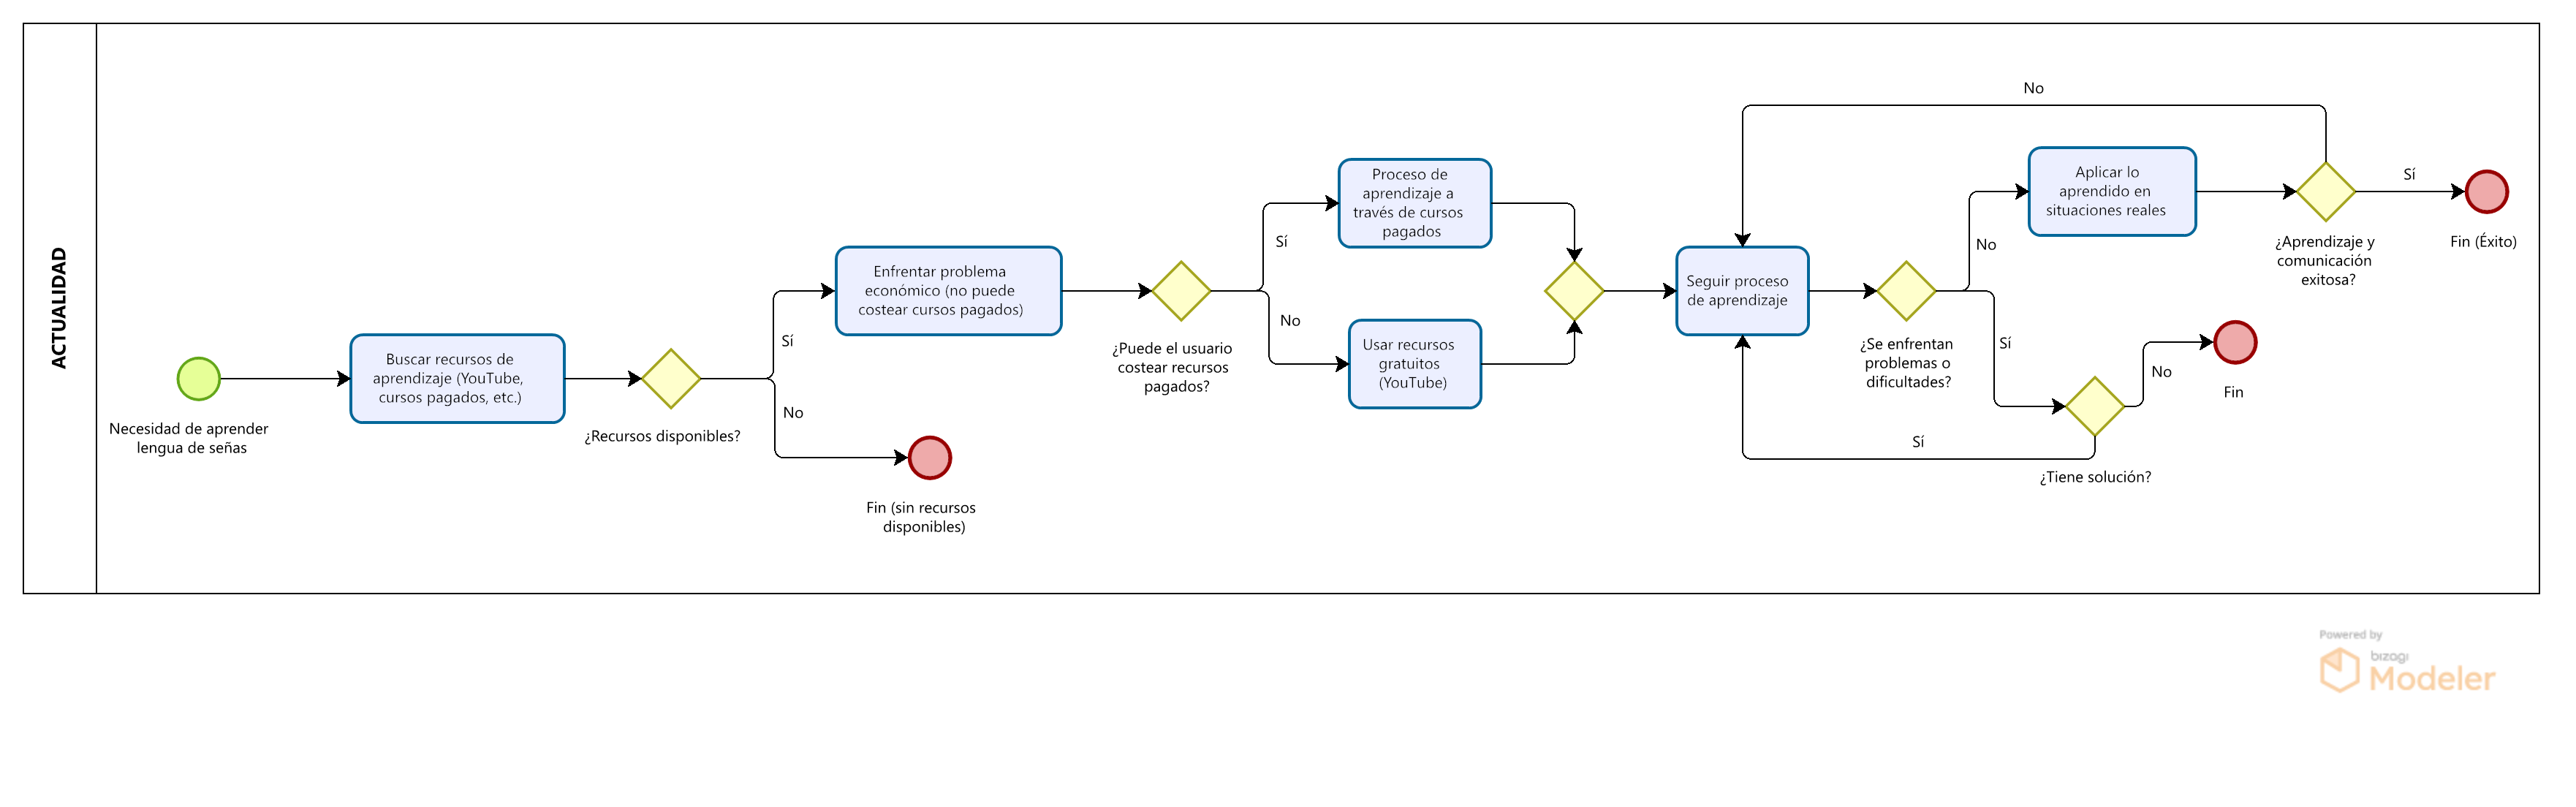 ACTUALIDAD
Necesidad de aprender
lengua de señas
Buscar recursos de
aprendizaje (YouTube,
cursos pagados, etc.)
¿Recursos disponibles?
Sí
No
Fin (sin recursos
disponibles)
Enfrentar problema
económico (no puede
costear cursos pagados)
¿Puede el usuario
costear recursos
pagados?
Sí
No
Proceso de
aprendizaje a
través de cursos
pagados
Usar recursos
gratuitos
(YouTube)
Seguir proceso
de aprendizaje
¿Se enfrentan
problemas o
dificultades?
No
Sí
Aplicar lo
aprendido en
situaciones reales
¿Aprendizaje y
comunicación
exitosa?
No
Sí
Fin (Éxito)
¿Tiene solución?
Sí
No
Fin
Powered by
bizagi
Modeler